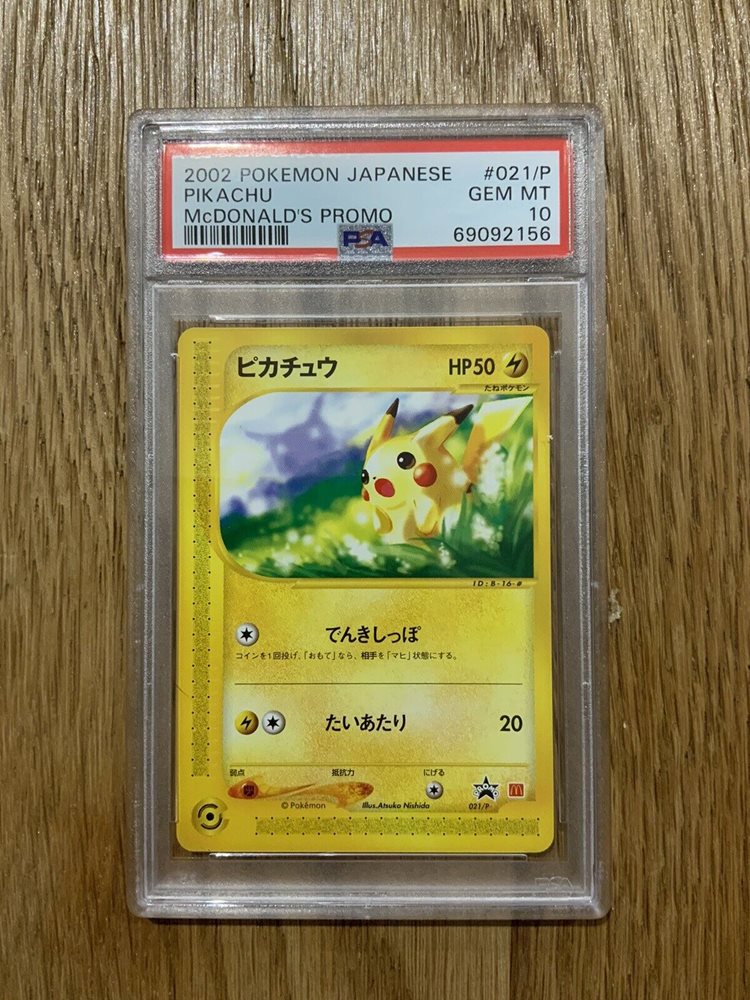 2002 POKEMON JAPANESE #021/P
PIKACHU GEM MT
McDONALD'S PROMO 10
PSA 69092156
ピカチュウ HP50
たねポケモン
ID:B-16-#
でんきしっぽ
コインを1回投げ、「おもて」なら、相手を「マヒ」状態にする。
たいあたり 20
弱点 抵抗力 にげる
©Pokémon Illus.Atsuko Nishida 021/P